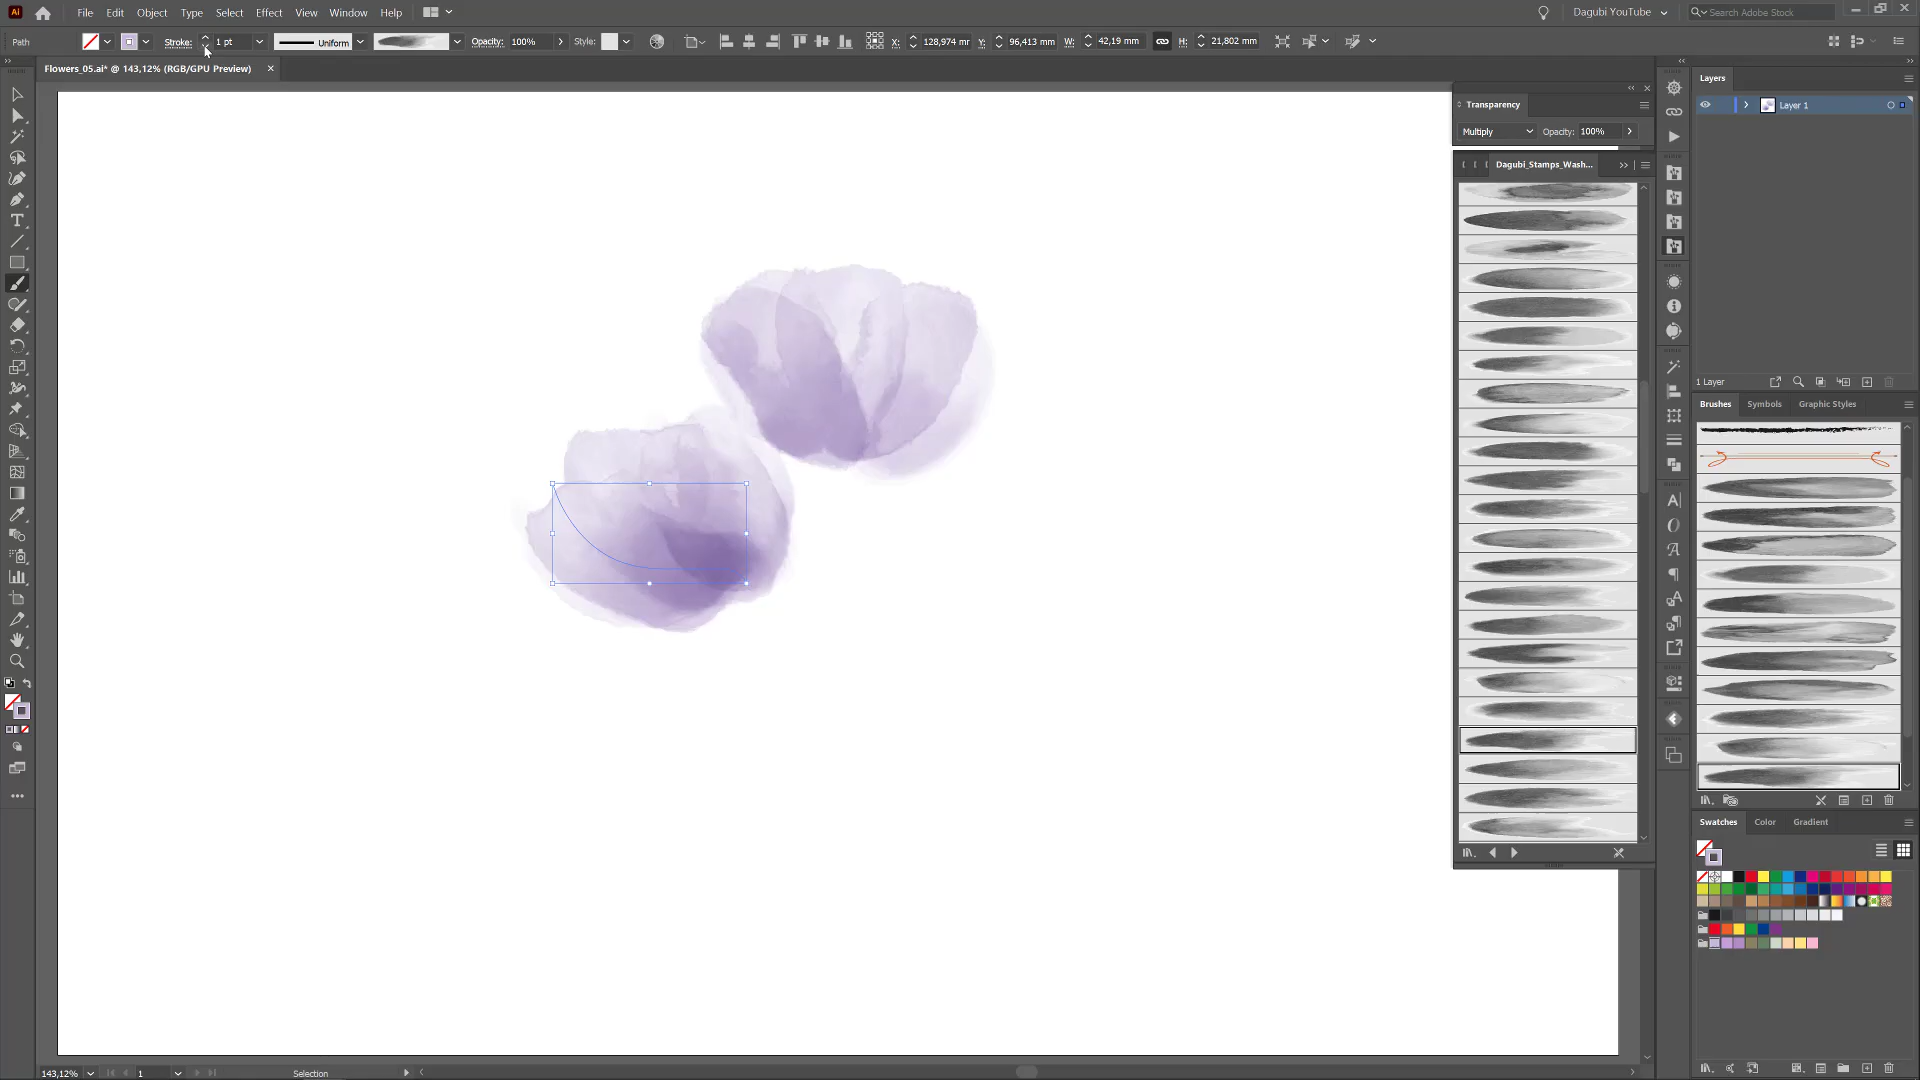 Ai File Edit Object Type Select Effect View Window Help Dagubi YouTube Search Adobe Stock
Path Stroke: 1 pt Uniform Opacity: 100% Style: X: 128,974 mr Y: 96,413 mm W: 42,19 mm H: 21,802 mm
Flowers_05.ai* @ 143,12% (RGB/GPU Preview)
Layers
Layer 1
Transparency
Multiply Opacity: 100%
Dagubi_Stamps_Wash...
1 Layer
Brushes Symbols Graphic Styles
Swatches Color Gradient
143,12% 1 Selection